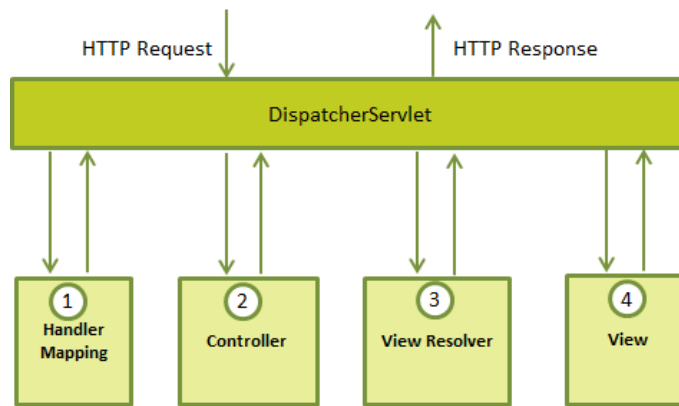 HTTP Request
HTTP Response
DispatcherServlet
1
Handler
Mapping
2
Controller
3
View Resolver
4
View